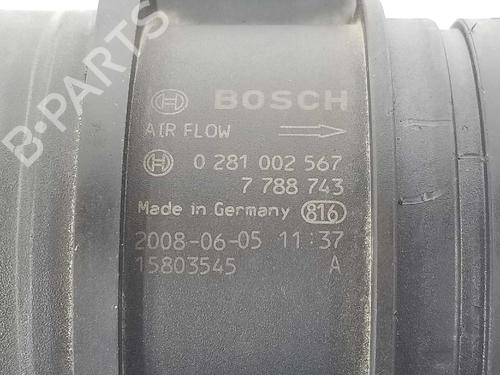 BOSCH
AIR FLOW
0 281 002 567
7 788 743
Made in Germany 816
2008-06-05 11:37
15803545 A
B-PARTS